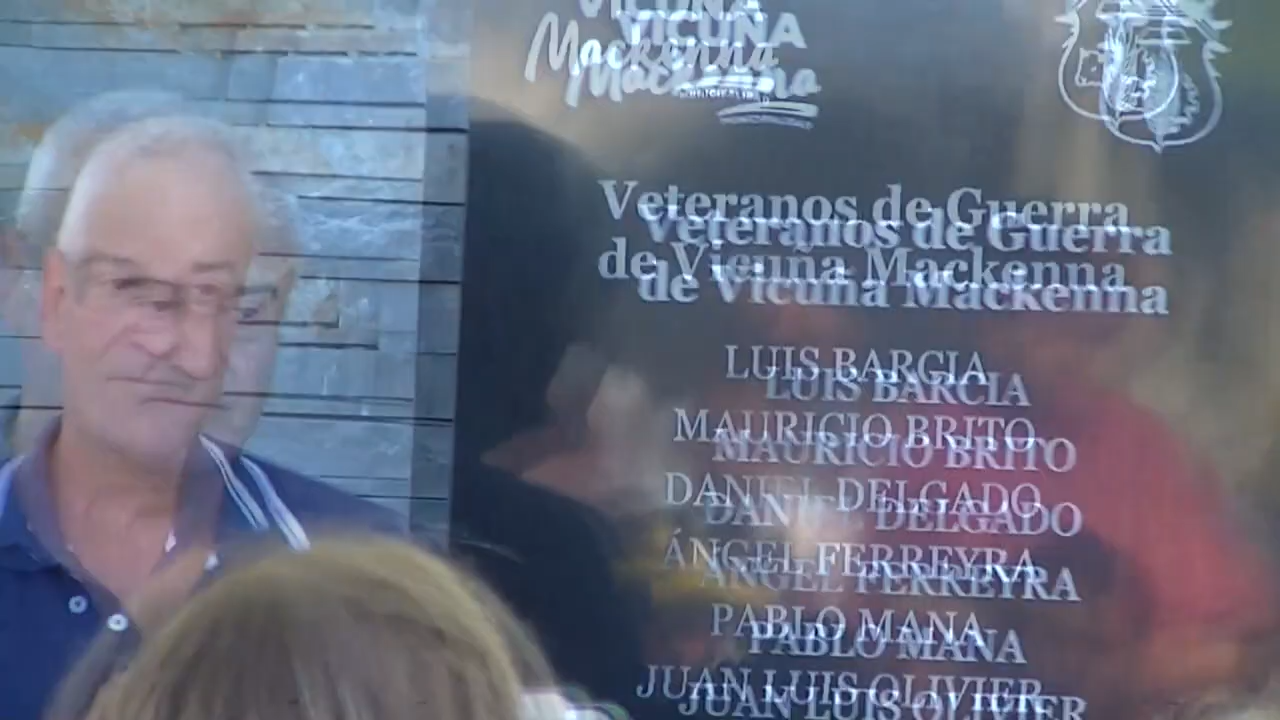 VICUÑA
Mackenna
Veteranos de Guerra
de Vicuña Mackenna
LUIS BARCIA
MAURICIO BRITO
DANIEL DELGADO
ÁNGEL FERREYRA
PABLO MANA
JUAN LUIS OLIVIER